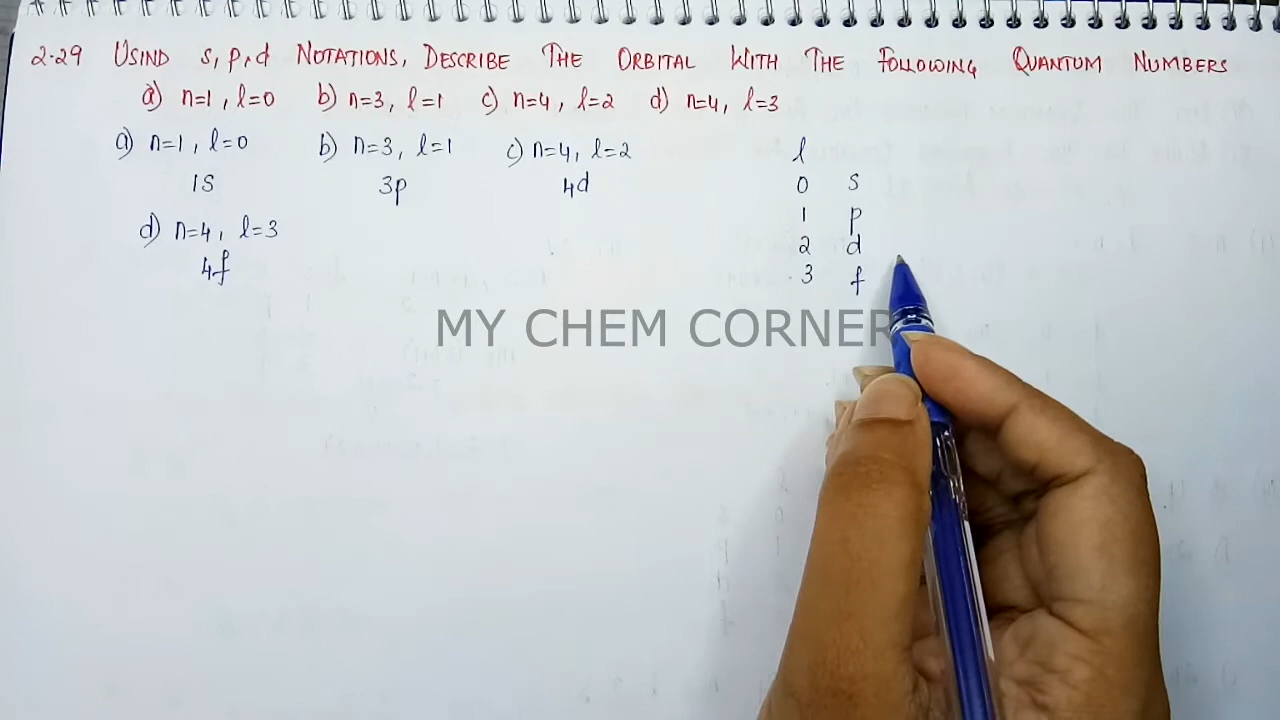 2.29 USIND s, p, d NOTATIONS, DESCRIBE THE ORBITAL WITH THE FOLLOWING QUANTUM NUMBERS
a) n=1, l=0 b) n=3, l=1 c) n=4, l=2 d) n=4, l=3
a) n=1, l=0 b) n=3, l=1 c) n=4, l=2
1S 3p 4d
d) n=4, l=3
4f
l
0 s
1 p
2 d
3 f
MY CHEM CORNER